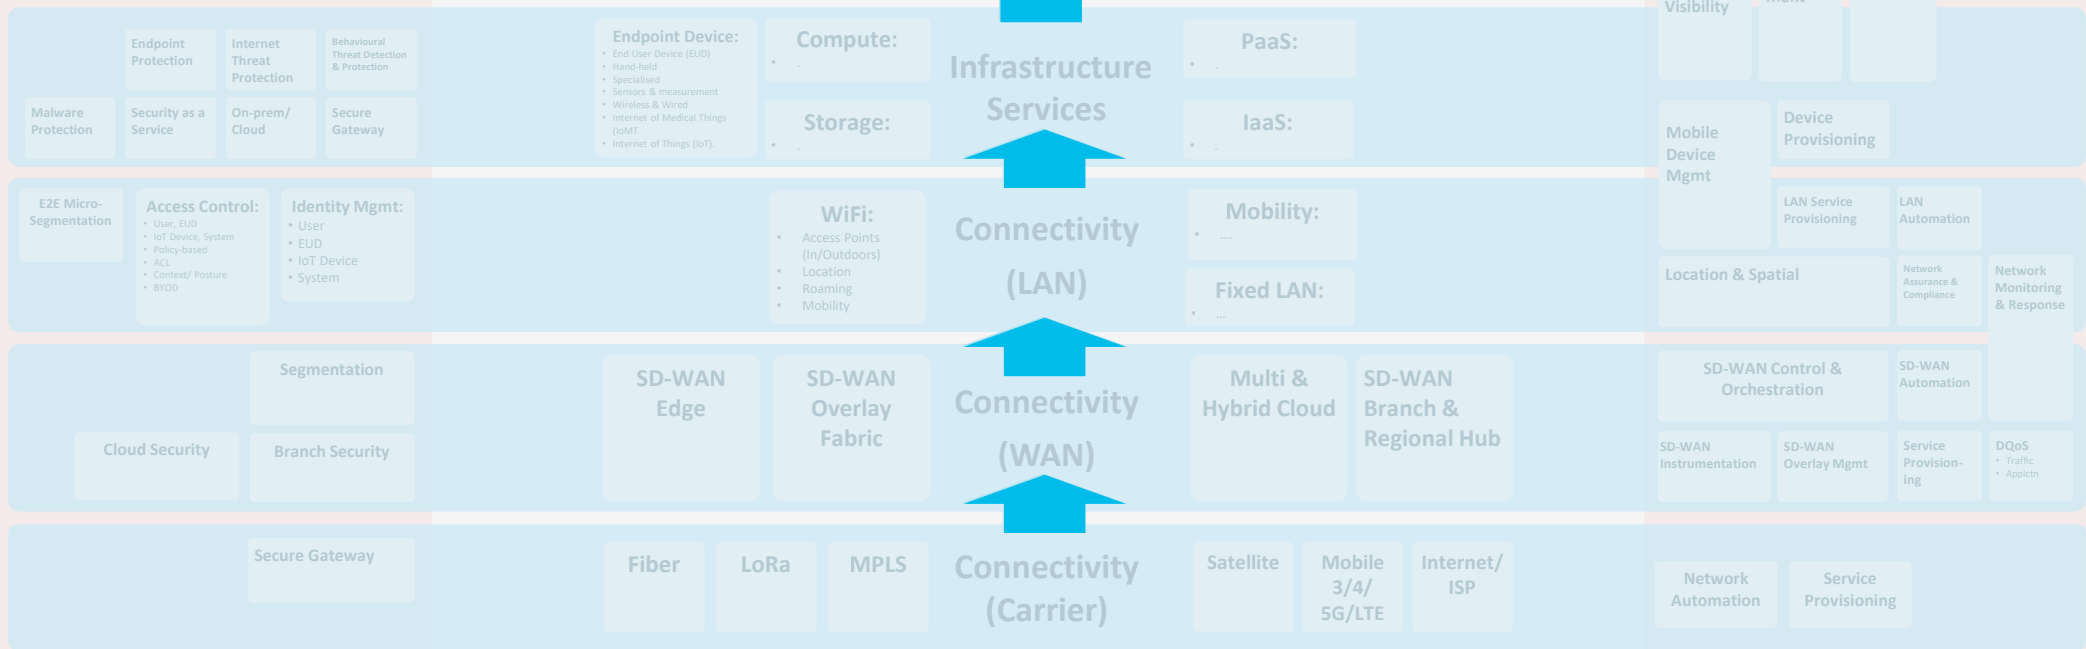 Visibility
Endpoint
Protection
Internet
Threat
Protection
Behavioural
Threat Detection
& Protection
Malware
Protection
Security as a
Service
On-prem/
Cloud
Secure
Gateway
Endpoint Device:
• End User Device (EUD)
• Hand-held
• Specialised
• Sensors & measurement
• Wireless & Wired
• Internet of Medical Things
(IoMT
• Internet of Things (IoT).
Compute:
• .
Storage:
• .
Infrastructure
Services
PaaS:
• .
IaaS:
• .
Mobile
Device
Mgmt
Device
Provisioning
E2E Micro-
Segmentation
Access Control:
• User, EUD
• IoT Device, System
• Policy-based
• ACL
• Context/ Posture
• BYOD
Identity Mgmt:
• User
• EUD
• IoT Device
• System
WiFi:
• Access Points
(In/Outdoors)
• Location
• Roaming
• Mobility
Connectivity
(LAN)
Mobility:
• ....
Fixed LAN:
• ...
LAN Service
Provisioning
LAN
Automation
Location & Spatial
Network
Assurance &
Compliance
Network
Monitoring
& Response
Segmentation
Cloud Security
Branch Security
SD-WAN
Edge
SD-WAN
Overlay
Fabric
Connectivity
(WAN)
Multi &
Hybrid Cloud
SD-WAN
Branch &
Regional Hub
SD-WAN Control &
Orchestration
SD-WAN
Automation
SD-WAN
Instrumentation
SD-WAN
Overlay Mgmt
Service
Provision-
ing
DQoS
• Traffic
• Applctn
Secure Gateway
Fiber
LoRa
MPLS
Connectivity
(Carrier)
Satellite
Mobile
3/4/
5G/LTE
Internet/
ISP
Network
Automation
Service
Provisioning